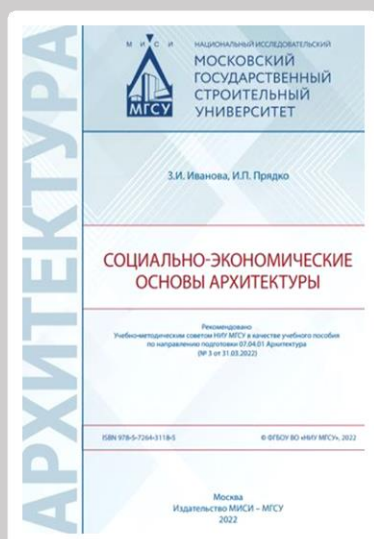 АРХИТЕКТУРА
МИСИ
МГСУ
НАЦИОНАЛЬНЫЙ ИССЛЕДОВАТЕЛЬСКИЙ
МОСКОВСКИЙ
ГОСУДАРСТВЕННЫЙ
СТРОИТЕЛЬНЫЙ
УНИВЕРСИТЕТ
З.И. Иванова, И.П. Прядко
СОЦИАЛЬНО-ЭКОНОМИЧЕСКИЕ
ОСНОВЫ АРХИТЕКТУРЫ
Рекомендовано
Учебно-методическим советом НИУ МГСУ в качестве учебного пособия
по направлению подготовки 07.04.01 Архитектура
(№ 3 от 31.03.2022)
ISBN 978-5-7264-3118-5
© ФГБОУ ВО «НИУ МГСУ», 2022
Москва
Издательство МИСИ – МГСУ
2022